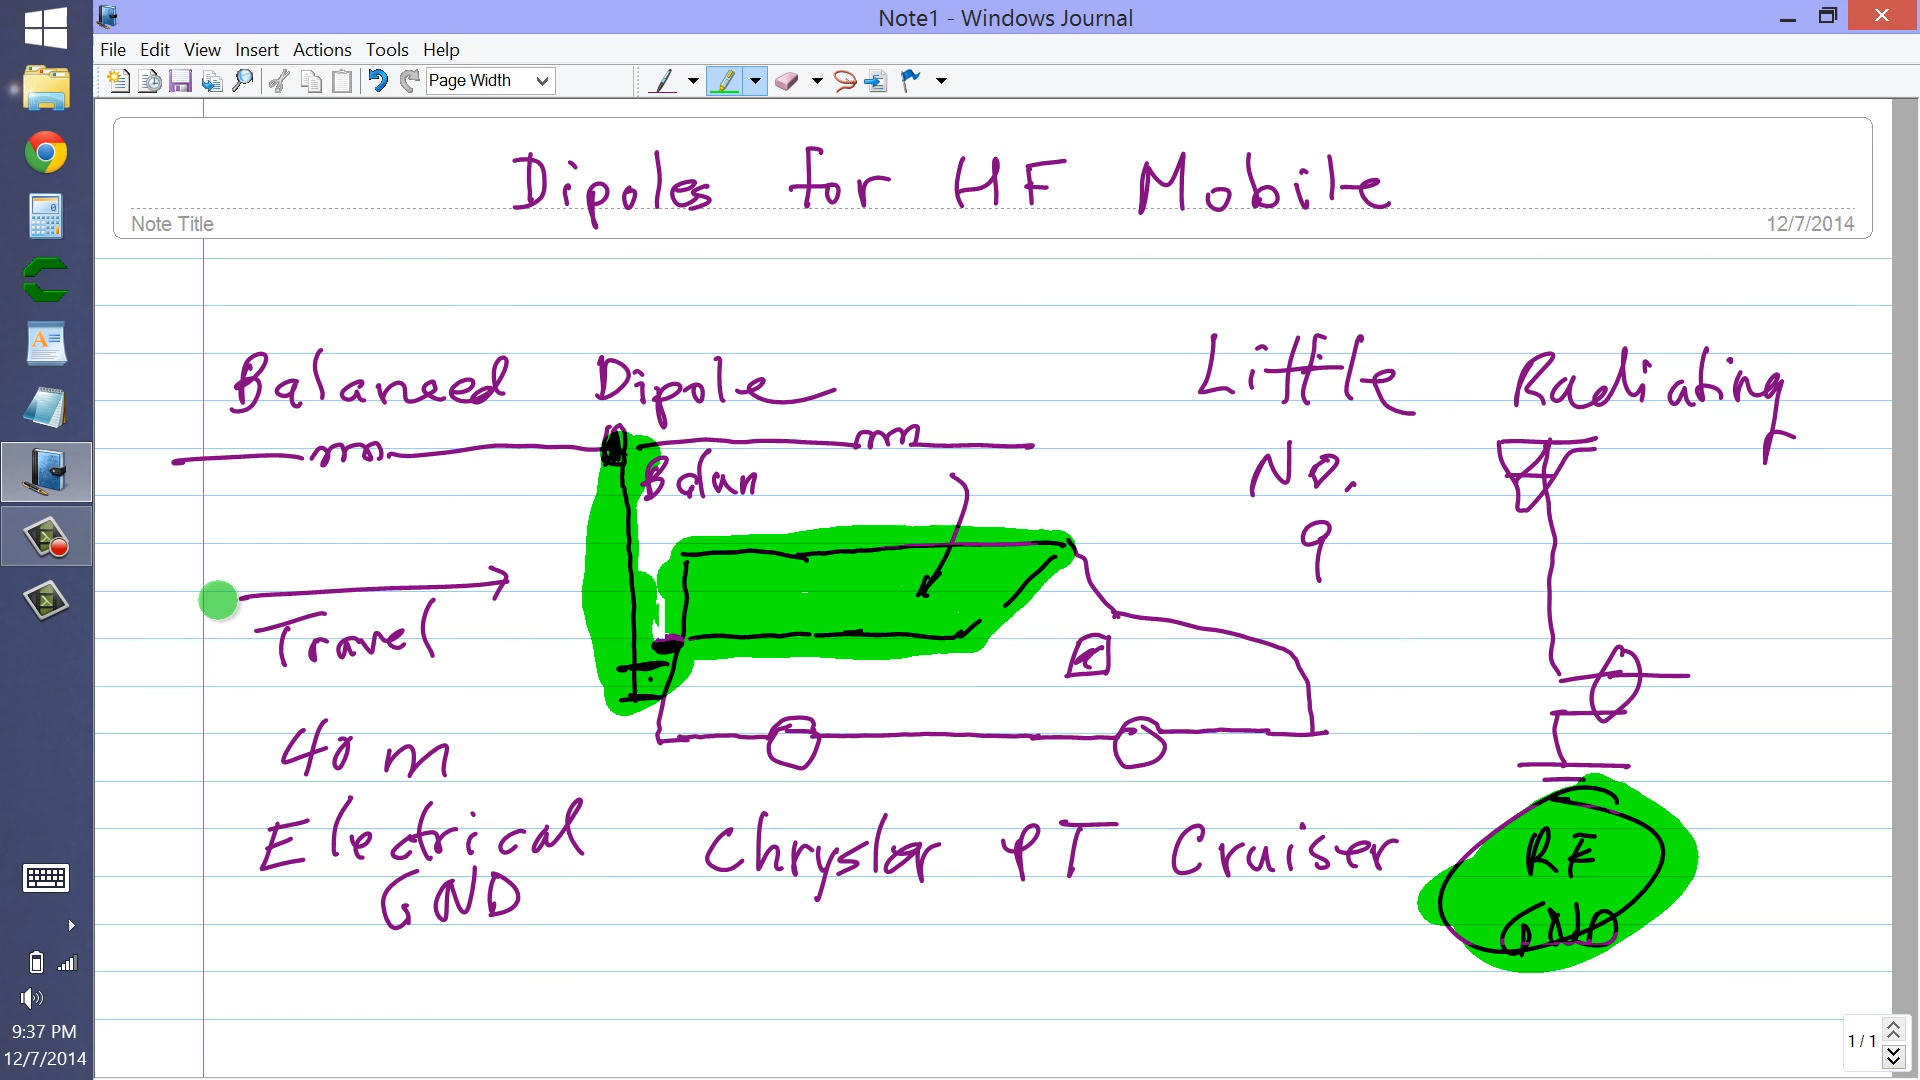 Note1 - Windows Journal
File Edit View Insert Actions Tools Help
Page Width
Dipoles for HF Mobile
Note Title
12/7/2014
Balanced Dipole
Little Radiating
No.
9
Balun
Travel
40 m
Electrical
GND
Chrysler PT Cruiser
RF
GND
1 / 1
9:37 PM
12/7/2014